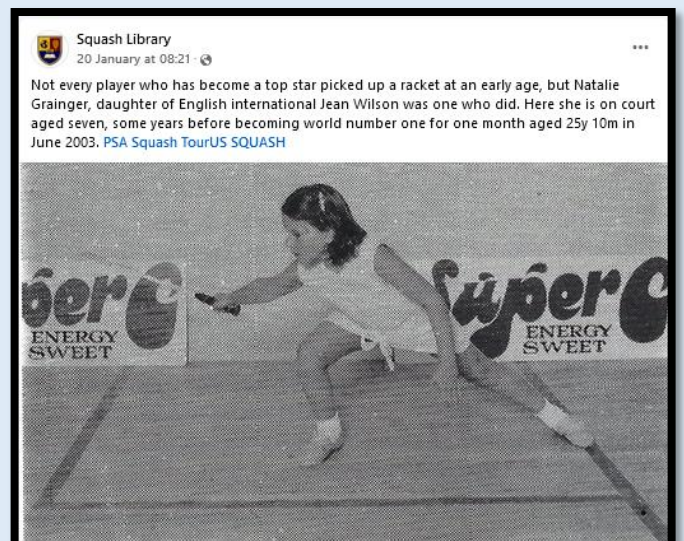 Squash Library
20 January at 08:21 ·
Not every player who has become a top star picked up a racket at an early age, but Natalie
Grainger, daughter of English international Jean Wilson was one who did. Here she is on court
aged seven, some years before becoming world number one for one month aged 25y 10m in
June 2003. PSA Squash TourUS SQUASH
per C
ENERGY
SWEET
Super C
ENERGY
SWEET